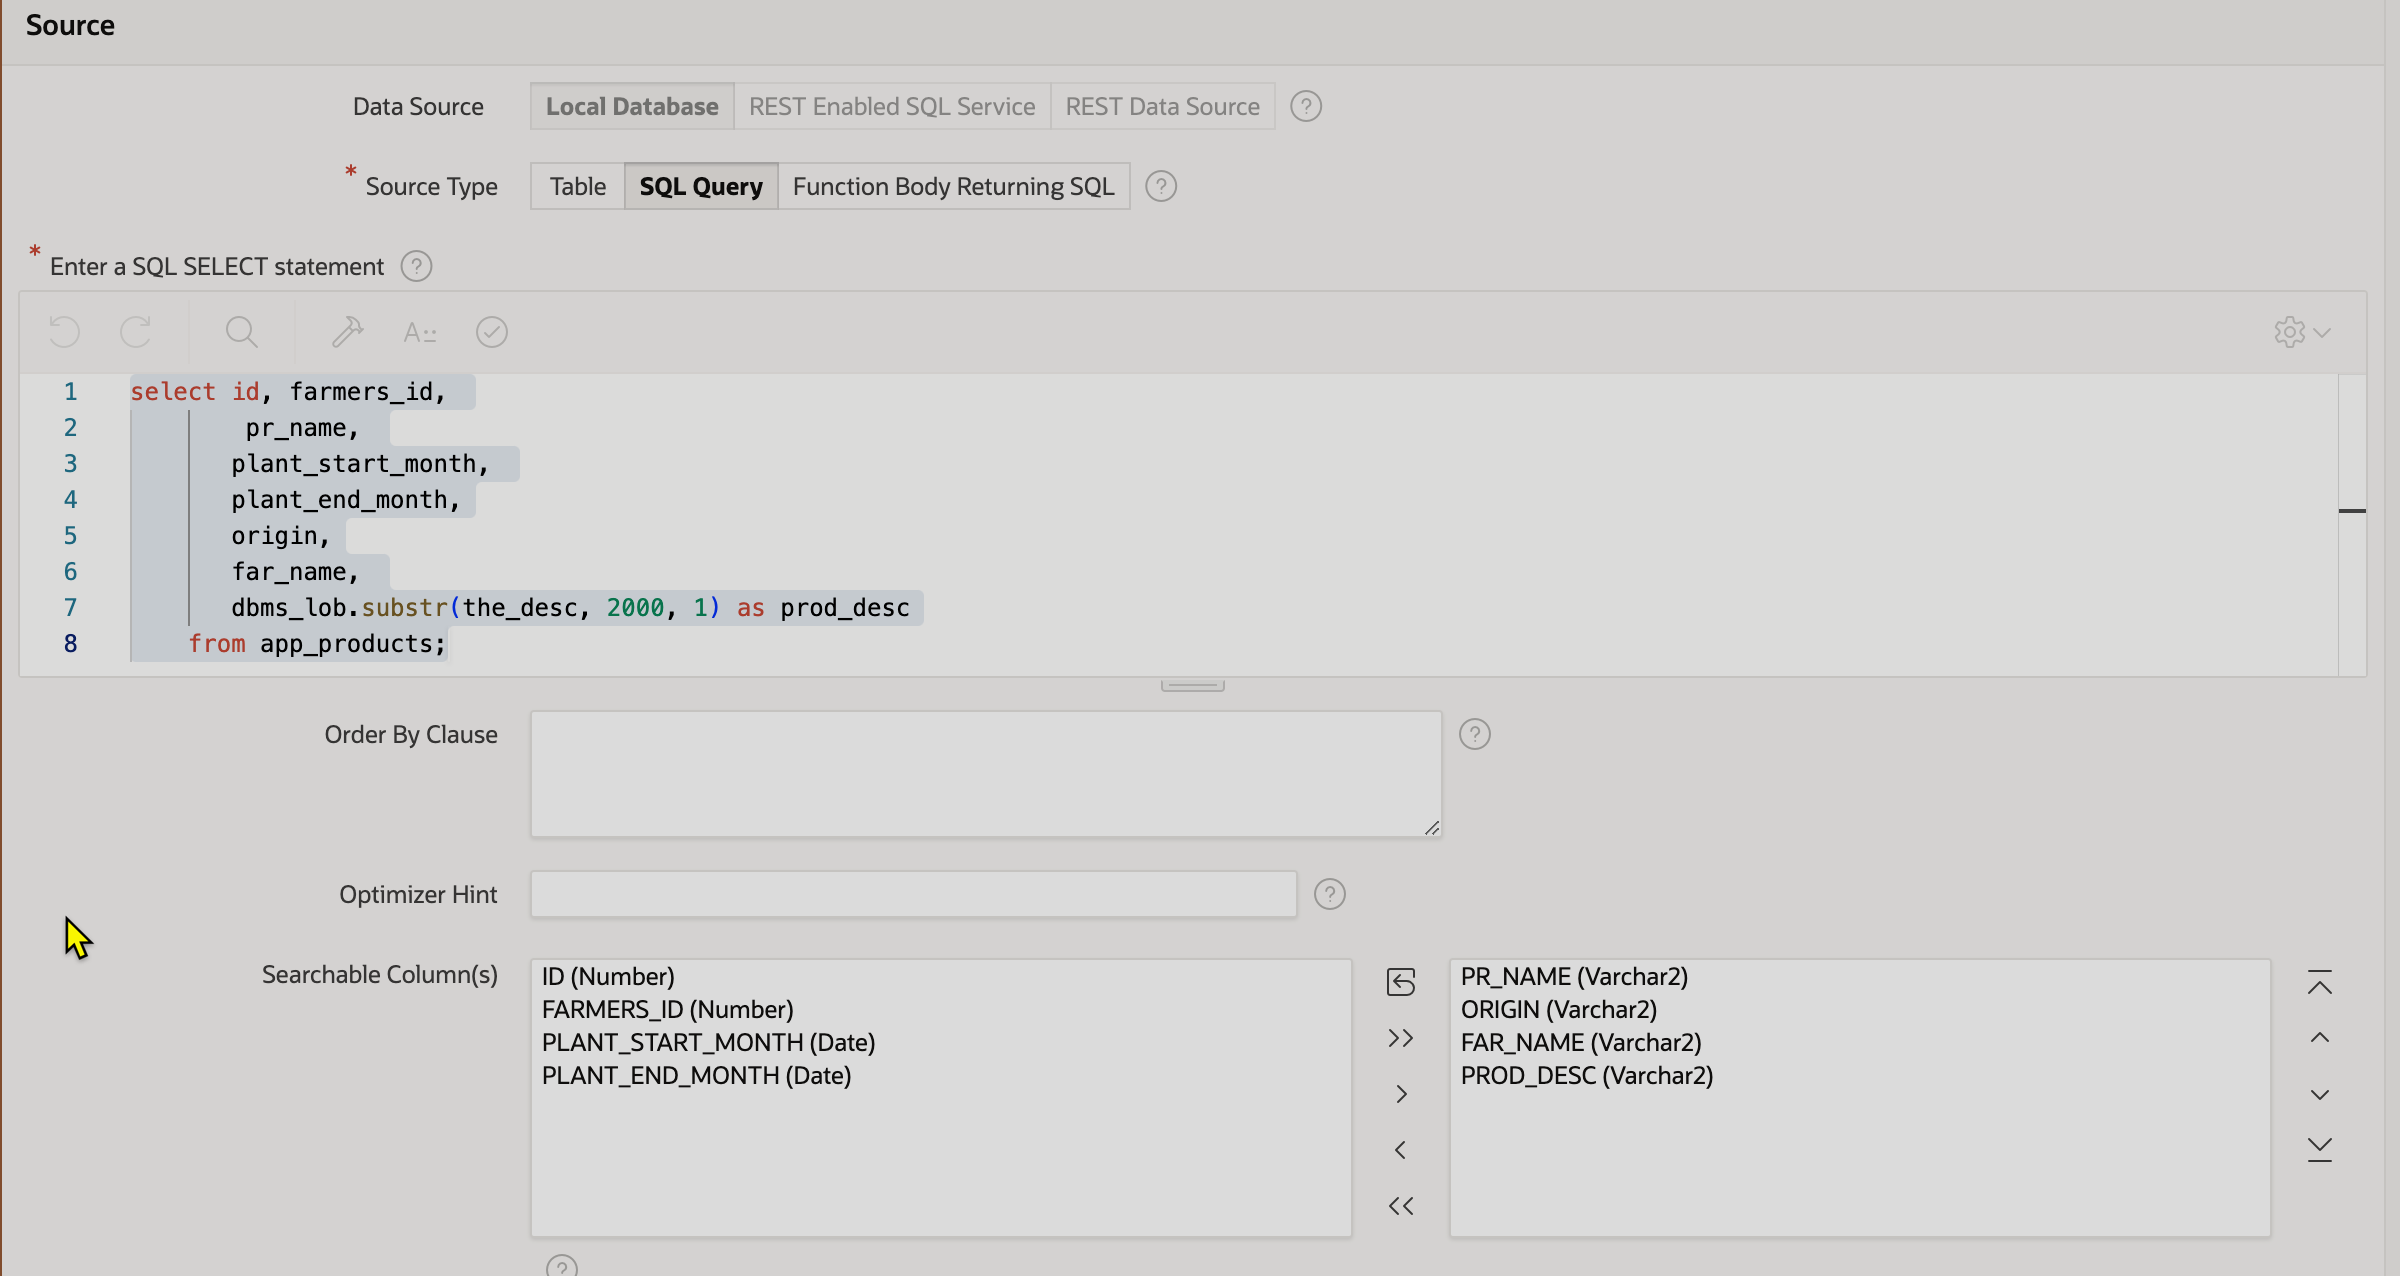 Source
Data Source Local Database REST Enabled SQL Service REST Data Source ?
* Source Type Table SQL Query Function Body Returning SQL ?
* Enter a SQL SELECT statement ?
A::
1 select id, farmers_id,
2 pr_name,
3 plant_start_month,
4 plant_end_month,
5 origin,
6 far_name,
7 dbms_lob.substr(the_desc, 2000, 1) as prod_desc
8 from app_products;
Order By Clause ?
Optimizer Hint ?
Searchable Column(s)
ID (Number)
FARMERS_ID (Number)
PLANT_START_MONTH (Date)
PLANT_END_MONTH (Date)
PR_NAME (Varchar2)
ORIGIN (Varchar2)
FAR_NAME (Varchar2)
PROD_DESC (Varchar2)
?